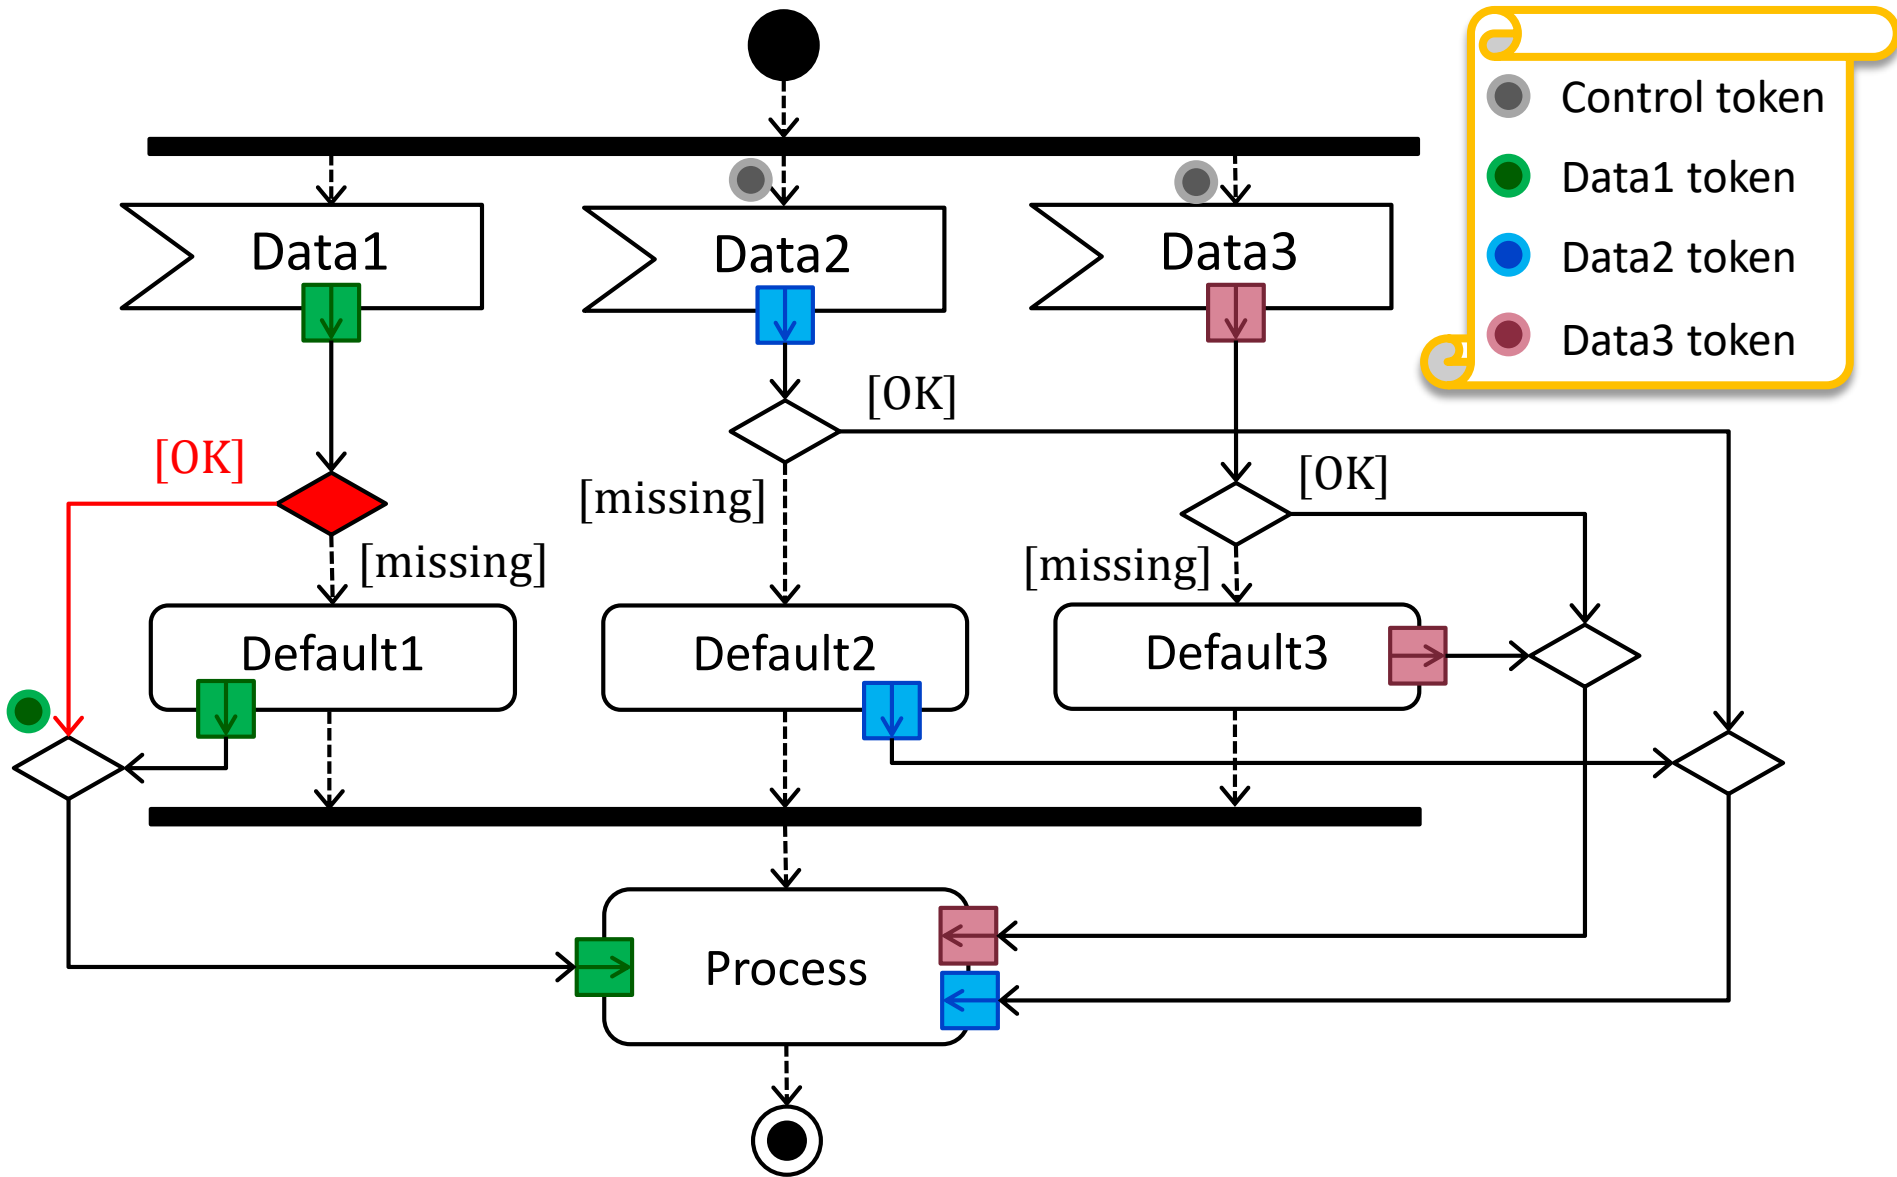 Control token
Data1 token
Data2 token
Data3 token
Data1
Data2
Data3
[OK]
[OK]
[OK]
[missing]
[missing]
[missing]
Default1
Default2
Default3
Process